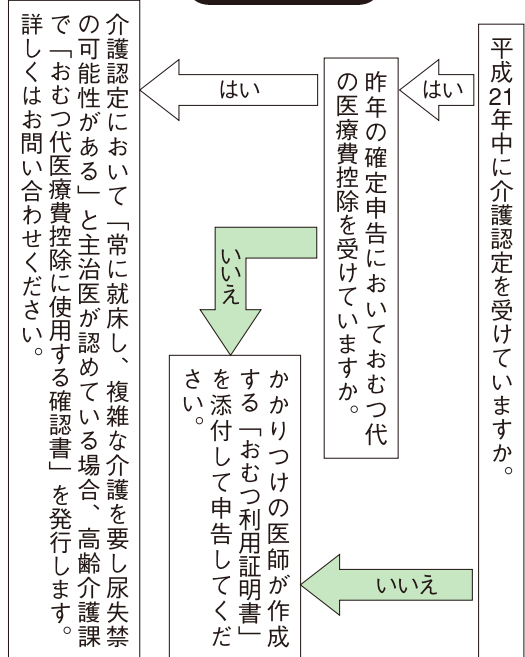 平成21年中に介護認定を受けていますか。
はい
昨年の確定申告においておむつ代
の医療費控除を受けていますか。
はい
いいえ
いいえ
かかりつけの医師が作成
する「おむつ利用証明書」
を添付して申告してくだ
さい。
介護認定において「常に就床し、複雑な介護を要し尿失禁
の可能性がある」と主治医が認めている場合、高齢介護課
で「おむつ代医療費控除に使用する確認書」を発行します。
詳しくはお問い合わせください。